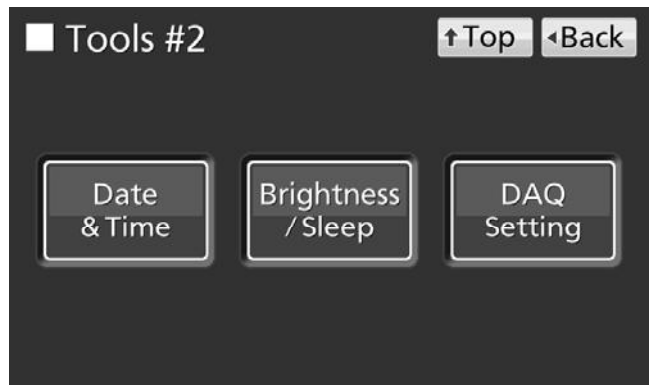 Tools #2
↑Top
◂Back
Date
& Time
Brightness
/ Sleep
DAQ
Setting